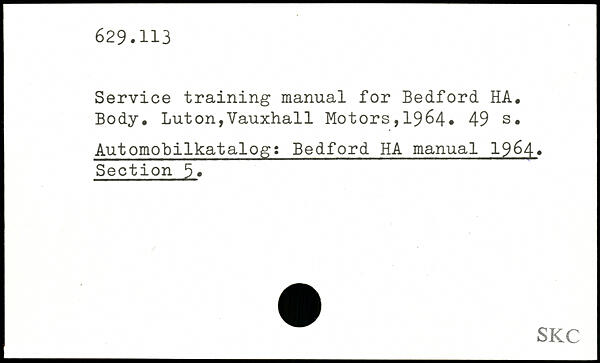 629.113
Service training manual for Bedford HA.
Body. Luton,Vauxhall Motors,1964. 49 s.
Automobilkatalog: Bedford HA manual 1964.
Section 5.
SKC